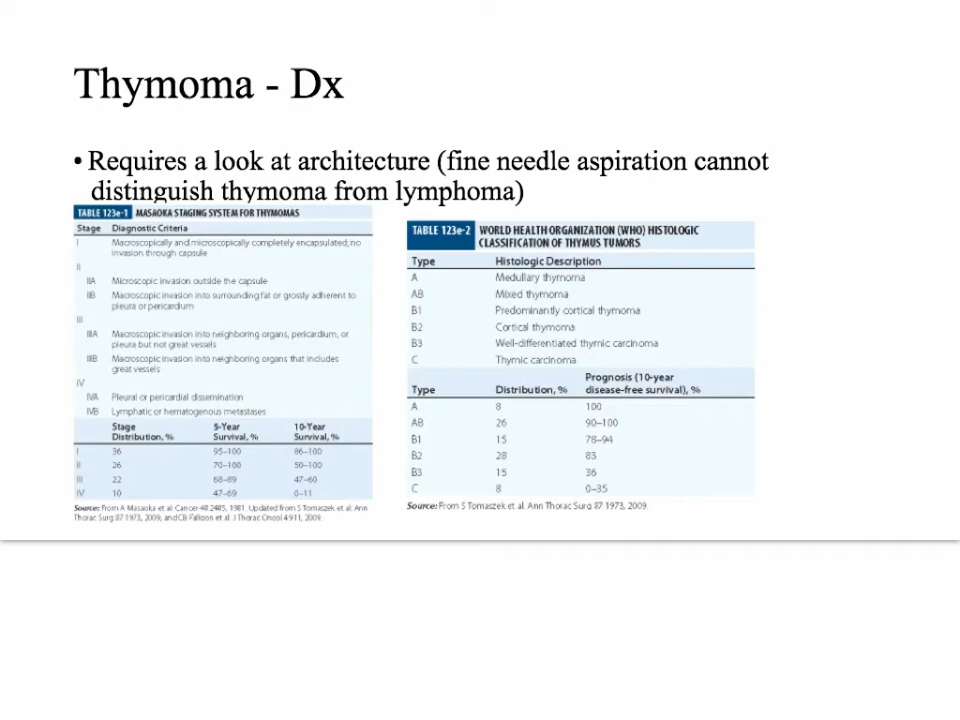 Thymoma - Dx
• Requires a look at architecture (fine needle aspiration cannot
distinguish thymoma from lymphoma)
TABLE 123e-1 MASAOKA STAGING SYSTEM FOR THYMOMAS
Stage Diagnostic Criteria
I Macroscopically and microscopically completely encapsulated; no
invasion through capsule
II
IIA Microscopic invasion outside the capsule
IIB Macroscopic invasion into surrounding fat or grossly adherent to
pleura or pericardium
III
IIIA Macroscopic invasion into neighboring organs, pericardium, or
pleura but not great vessels
IIIB Macroscopic invasion into neighboring organs that includes
great vessels
IV
IVA Pleural or pericardial dissemination
IVB Lymphatic or hematogenous metastases
Stage 5-Year 10-Year
Distribution, % Survival, % Survival, %
I 36 95–100 86–100
II 26 70–100 50–100
III 22 68–89 47–60
IV 10 47–69 0–11
Source: From A Masaoka et al: Cancer 48:2485, 1981. Updated from S Tomaszek et al: Ann
Thorac Surg 87:1973, 2009, and CB Falkson et al: J Thorac Oncol 4:911, 2009.
TABLE 123e-2 WORLD HEALTH ORGANIZATION (WHO) HISTOLOGIC
CLASSIFICATION OF THYMUS TUMORS
Type Histologic Description
A Medullary thymoma
AB Mixed thymoma
B1 Predominantly cortical thymoma
B2 Cortical thymoma
B3 Well-differentiated thymic carcinoma
C Thymic carcinoma
Prognosis (10-year
Type Distribution, % disease-free survival), %
A 8 100
AB 26 90–100
B1 15 78–94
B2 28 83
B3 15 36
C 8 0–35
Source: From S Tomaszek et al: Ann Thorac Surg 87:1973, 2009.